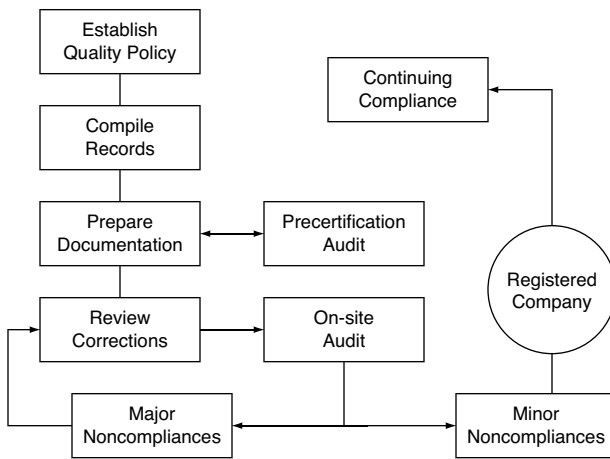 Establish
Quality Policy
Continuing
Compliance
Compile
Records
Prepare
Documentation
Precertification
Audit
Registered
Company
Review
Corrections
On-site
Audit
Major
Noncompliances
Minor
Noncompliances